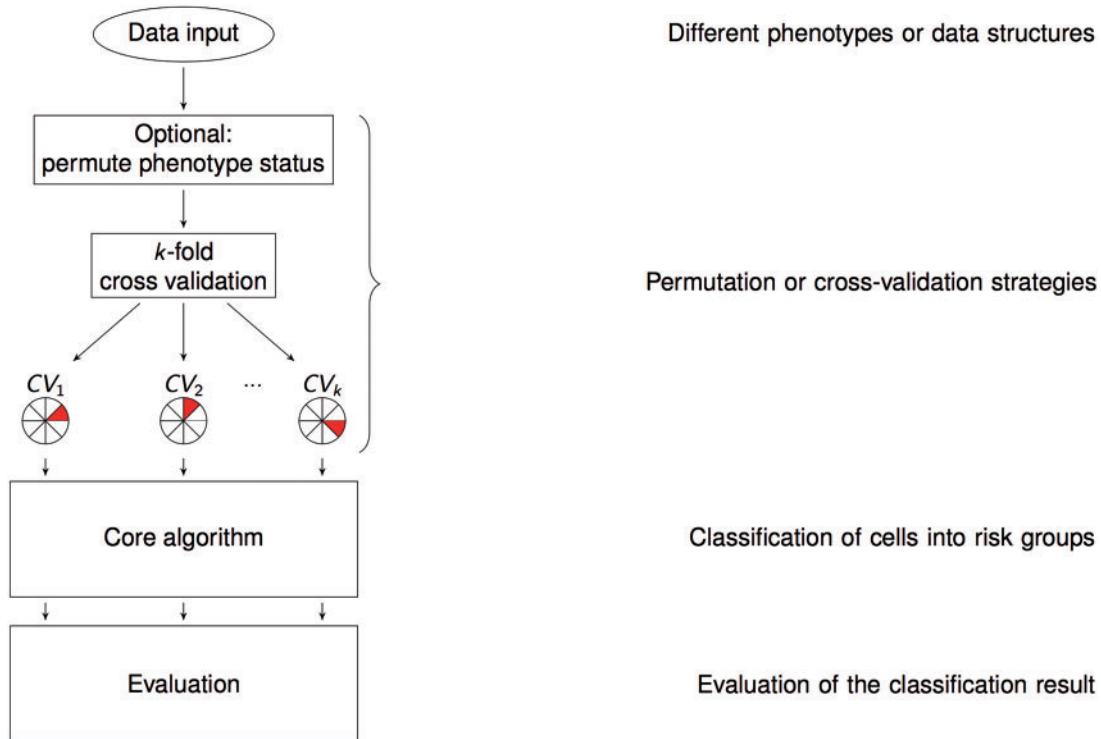 Data input
Different phenotypes or data structures
Optional:
permute phenotype status
k-fold
cross validation
Permutation or cross-validation strategies
CV₁
CV₂
...
CVₖ
Core algorithm
Classification of cells into risk groups
Evaluation
Evaluation of the classification result